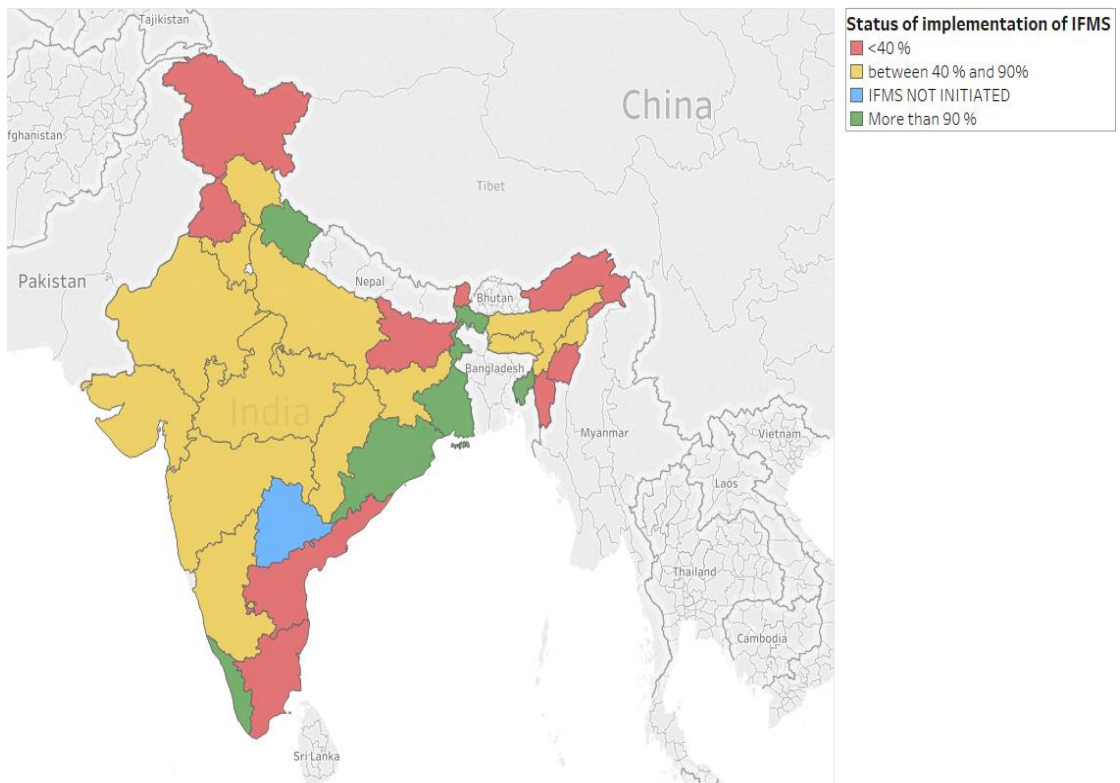 Status of implementation of IFMS
<40 %
between 40 % and 90%
IFMS NOT INITIATED
More than 90 %
Tajikistan
fghanistan
China
Tibet
Pakistan
Nepal
Bhutan
Bangladesh
India
Myanmar
Vietnam
Laos
Thailand
Cambodia
Sri Lanka